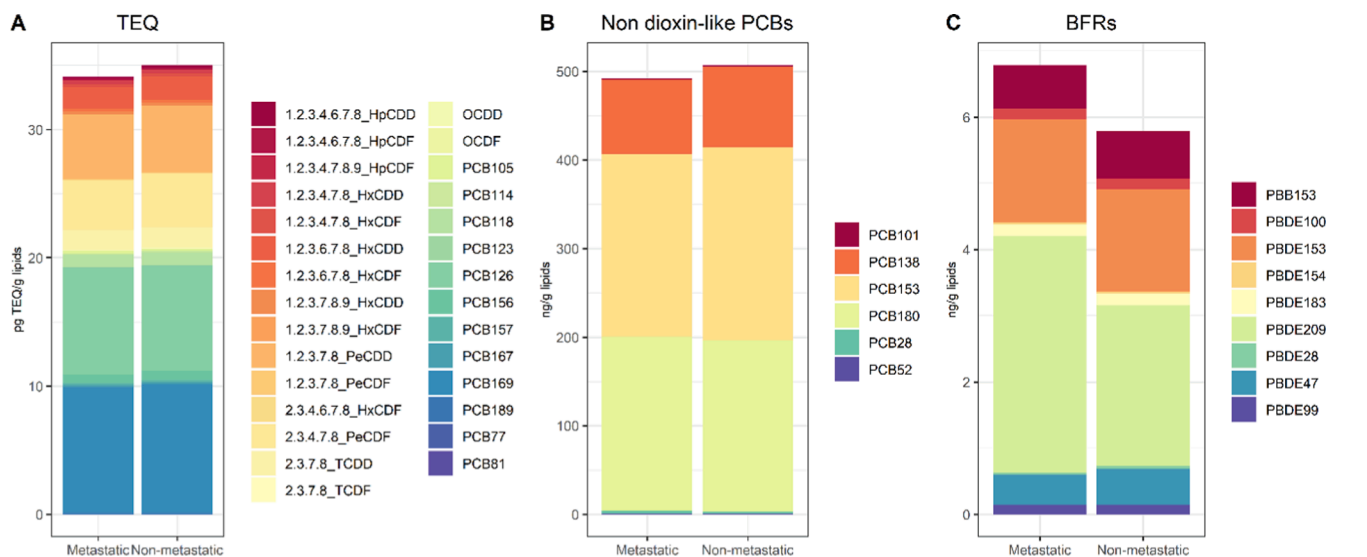 A
TEQ
pg TEQ/g lipids
30
20
10
0
Metastatic
Non-metastatic
1.2.3.4.6.7.8_HpCDD
1.2.3.4.6.7.8_HpCDF
1.2.3.4.7.8.9_HpCDF
1.2.3.4.7.8_HxCDD
1.2.3.4.7.8_HxCDF
1.2.3.6.7.8_HxCDD
1.2.3.6.7.8_HxCDF
1.2.3.7.8.9_HxCDD
1.2.3.7.8.9_HxCDF
1.2.3.7.8_PeCDD
1.2.3.7.8_PeCDF
2.3.4.6.7.8_HxCDF
2.3.4.7.8_PeCDF
2.3.7.8_TCDD
2.3.7.8_TCDF
OCDD
OCDF
PCB105
PCB114
PCB118
PCB123
PCB126
PCB156
PCB157
PCB167
PCB169
PCB189
PCB77
PCB81
B
Non dioxin-like PCBs
ng/g lipids
500
400
300
200
100
0
Metastatic
Non-metastatic
PCB101
PCB138
PCB153
PCB180
PCB28
PCB52
C
BFRs
ng/g lipids
6
4
2
0
Metastatic
Non-metastatic
PBB153
PBDE100
PBDE153
PBDE154
PBDE183
PBDE209
PBDE28
PBDE47
PBDE99